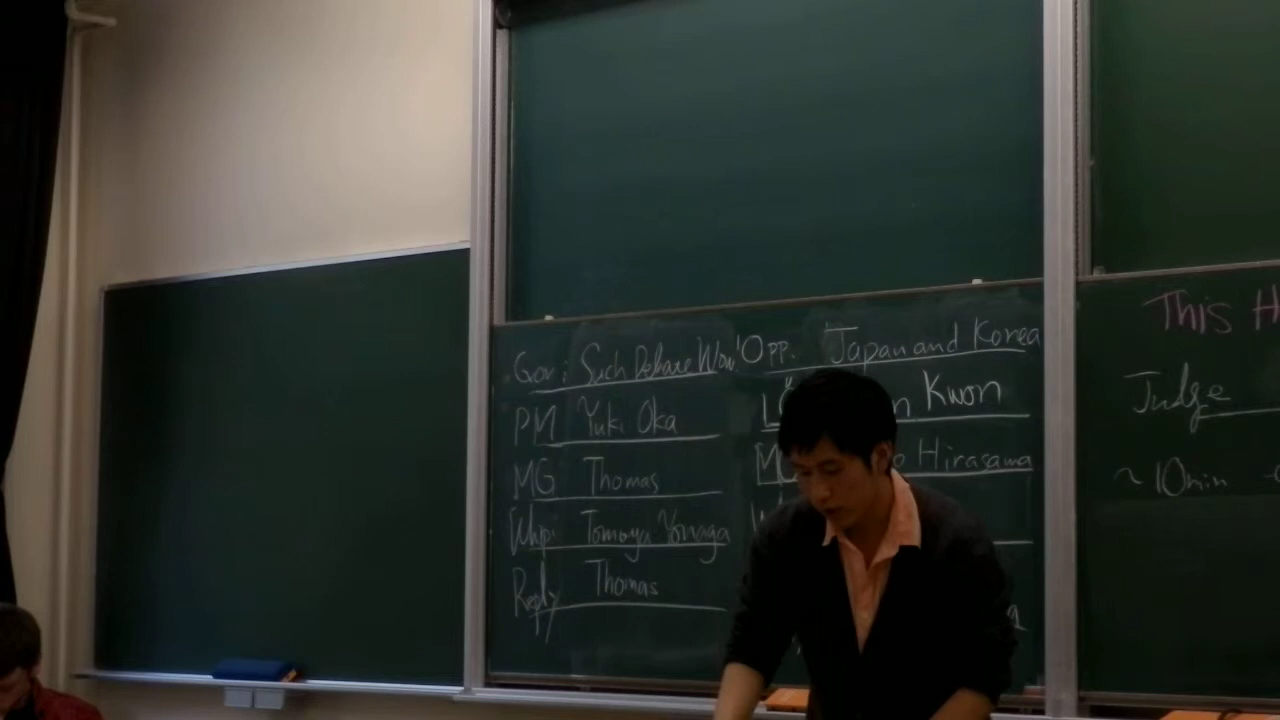 Gov: Such Debate Wow!
PM Yuki Oka
MG Thomas
Whip Tomoya Yonaga
Reply Thomas
Opp. Japan and Korea
LO Kwon
Hirasawa
This H
Judge
~10min